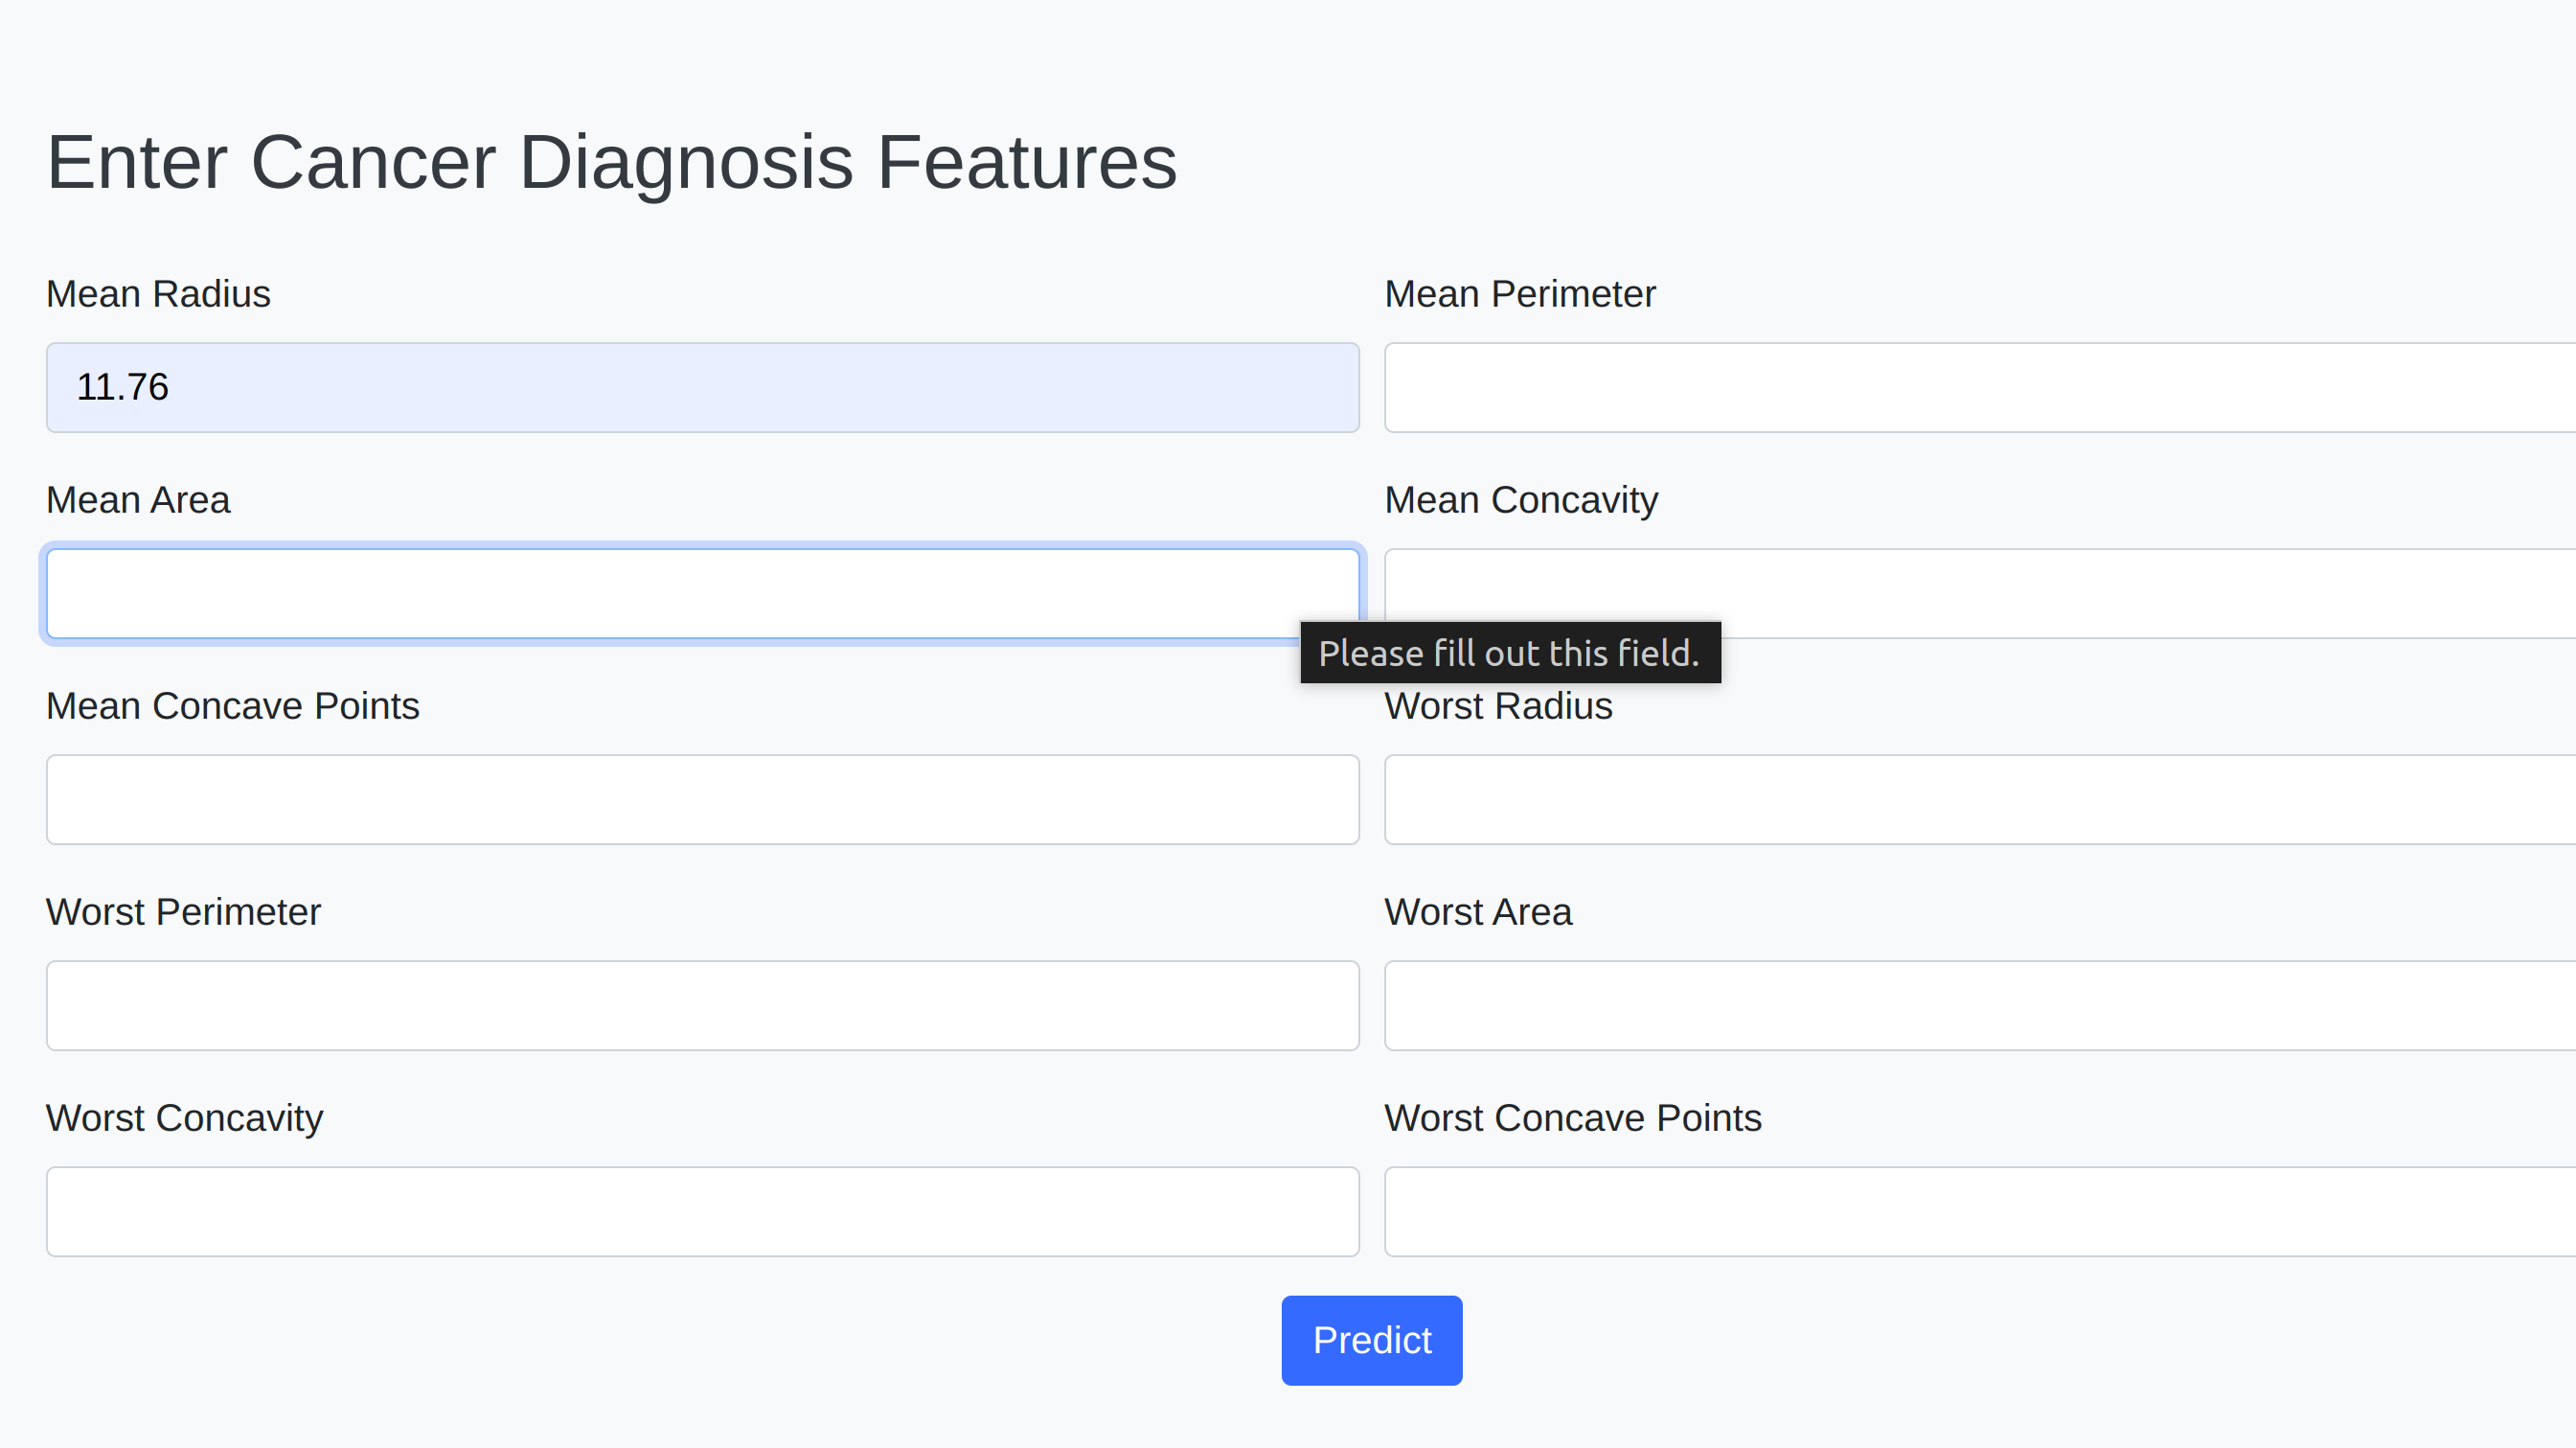 Enter Cancer Diagnosis Features
Mean Radius
Mean Perimeter
11.76
Mean Area
Mean Concavity
Please fill out this field.
Mean Concave Points
Worst Radius
Worst Perimeter
Worst Area
Worst Concavity
Worst Concave Points
Predict